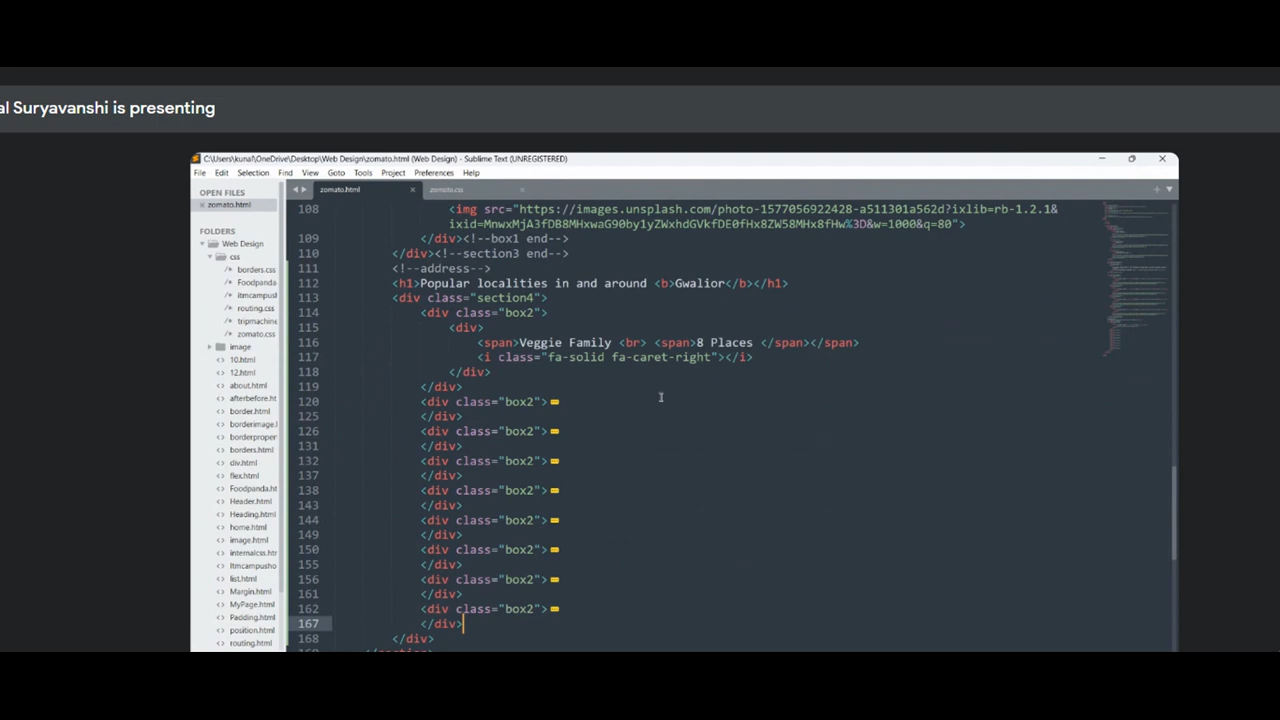 al Suryavanshi is presenting
C:\Users\kunal\OneDrive\Desktop\Web Design\zomato.html (Web Design) - Sublime Text (UNREGISTERED)
File Edit Selection Find View Goto Tools Project Preferences Help
OPEN FILES
zomato.html
FOLDERS
Web Design
css
borders.css
Foodpanda
itmcampush
routing.css
tripmachine
zomato.css
image
10.html
12.html
about.html
afterbefore.ht
border.html
borderimage.l
borderproper
borders.html
div.html
flex.html
Foodpanda.ht
Header.html
Heading.html
home.html
image.html
internalcss.htr
Itmcampusho
list.html
Margin.html
MyPage.html
Padding.html
position.html
routing.html
zomato.html zomato.css
108 <img src="https://images.unsplash.com/photo-1577056922428-a511301a562d?ixlib=rb-1.2.1&
ixid=MnwxMjA3fDB8MHxwaG90by1yZWxhdGVkfDE0fHx8ZW58MHx8fHw%3D&w=1000&q=80">
109 </div><!--box1 end-->
110 </div><!--section3 end-->
111 <!--address-->
112 <h1>Popular localities in and around <b>Gwalior</b></h1>
113 <div class="section4">
114 <div class="box2">
115 <div>
116 <span>Veggie Family <br> <span>8 Places </span></span>
117 <i class="fa-solid fa-caret-right"></i>
118 </div>
119 </div>
120 <div class="box2">
125 </div>
126 <div class="box2">
131 </div>
132 <div class="box2">
137 </div>
138 <div class="box2">
143 </div>
144 <div class="box2">
149 </div>
150 <div class="box2">
155 </div>
156 <div class="box2">
161 </div>
162 <div class="box2">
167 </div>
168 </div>